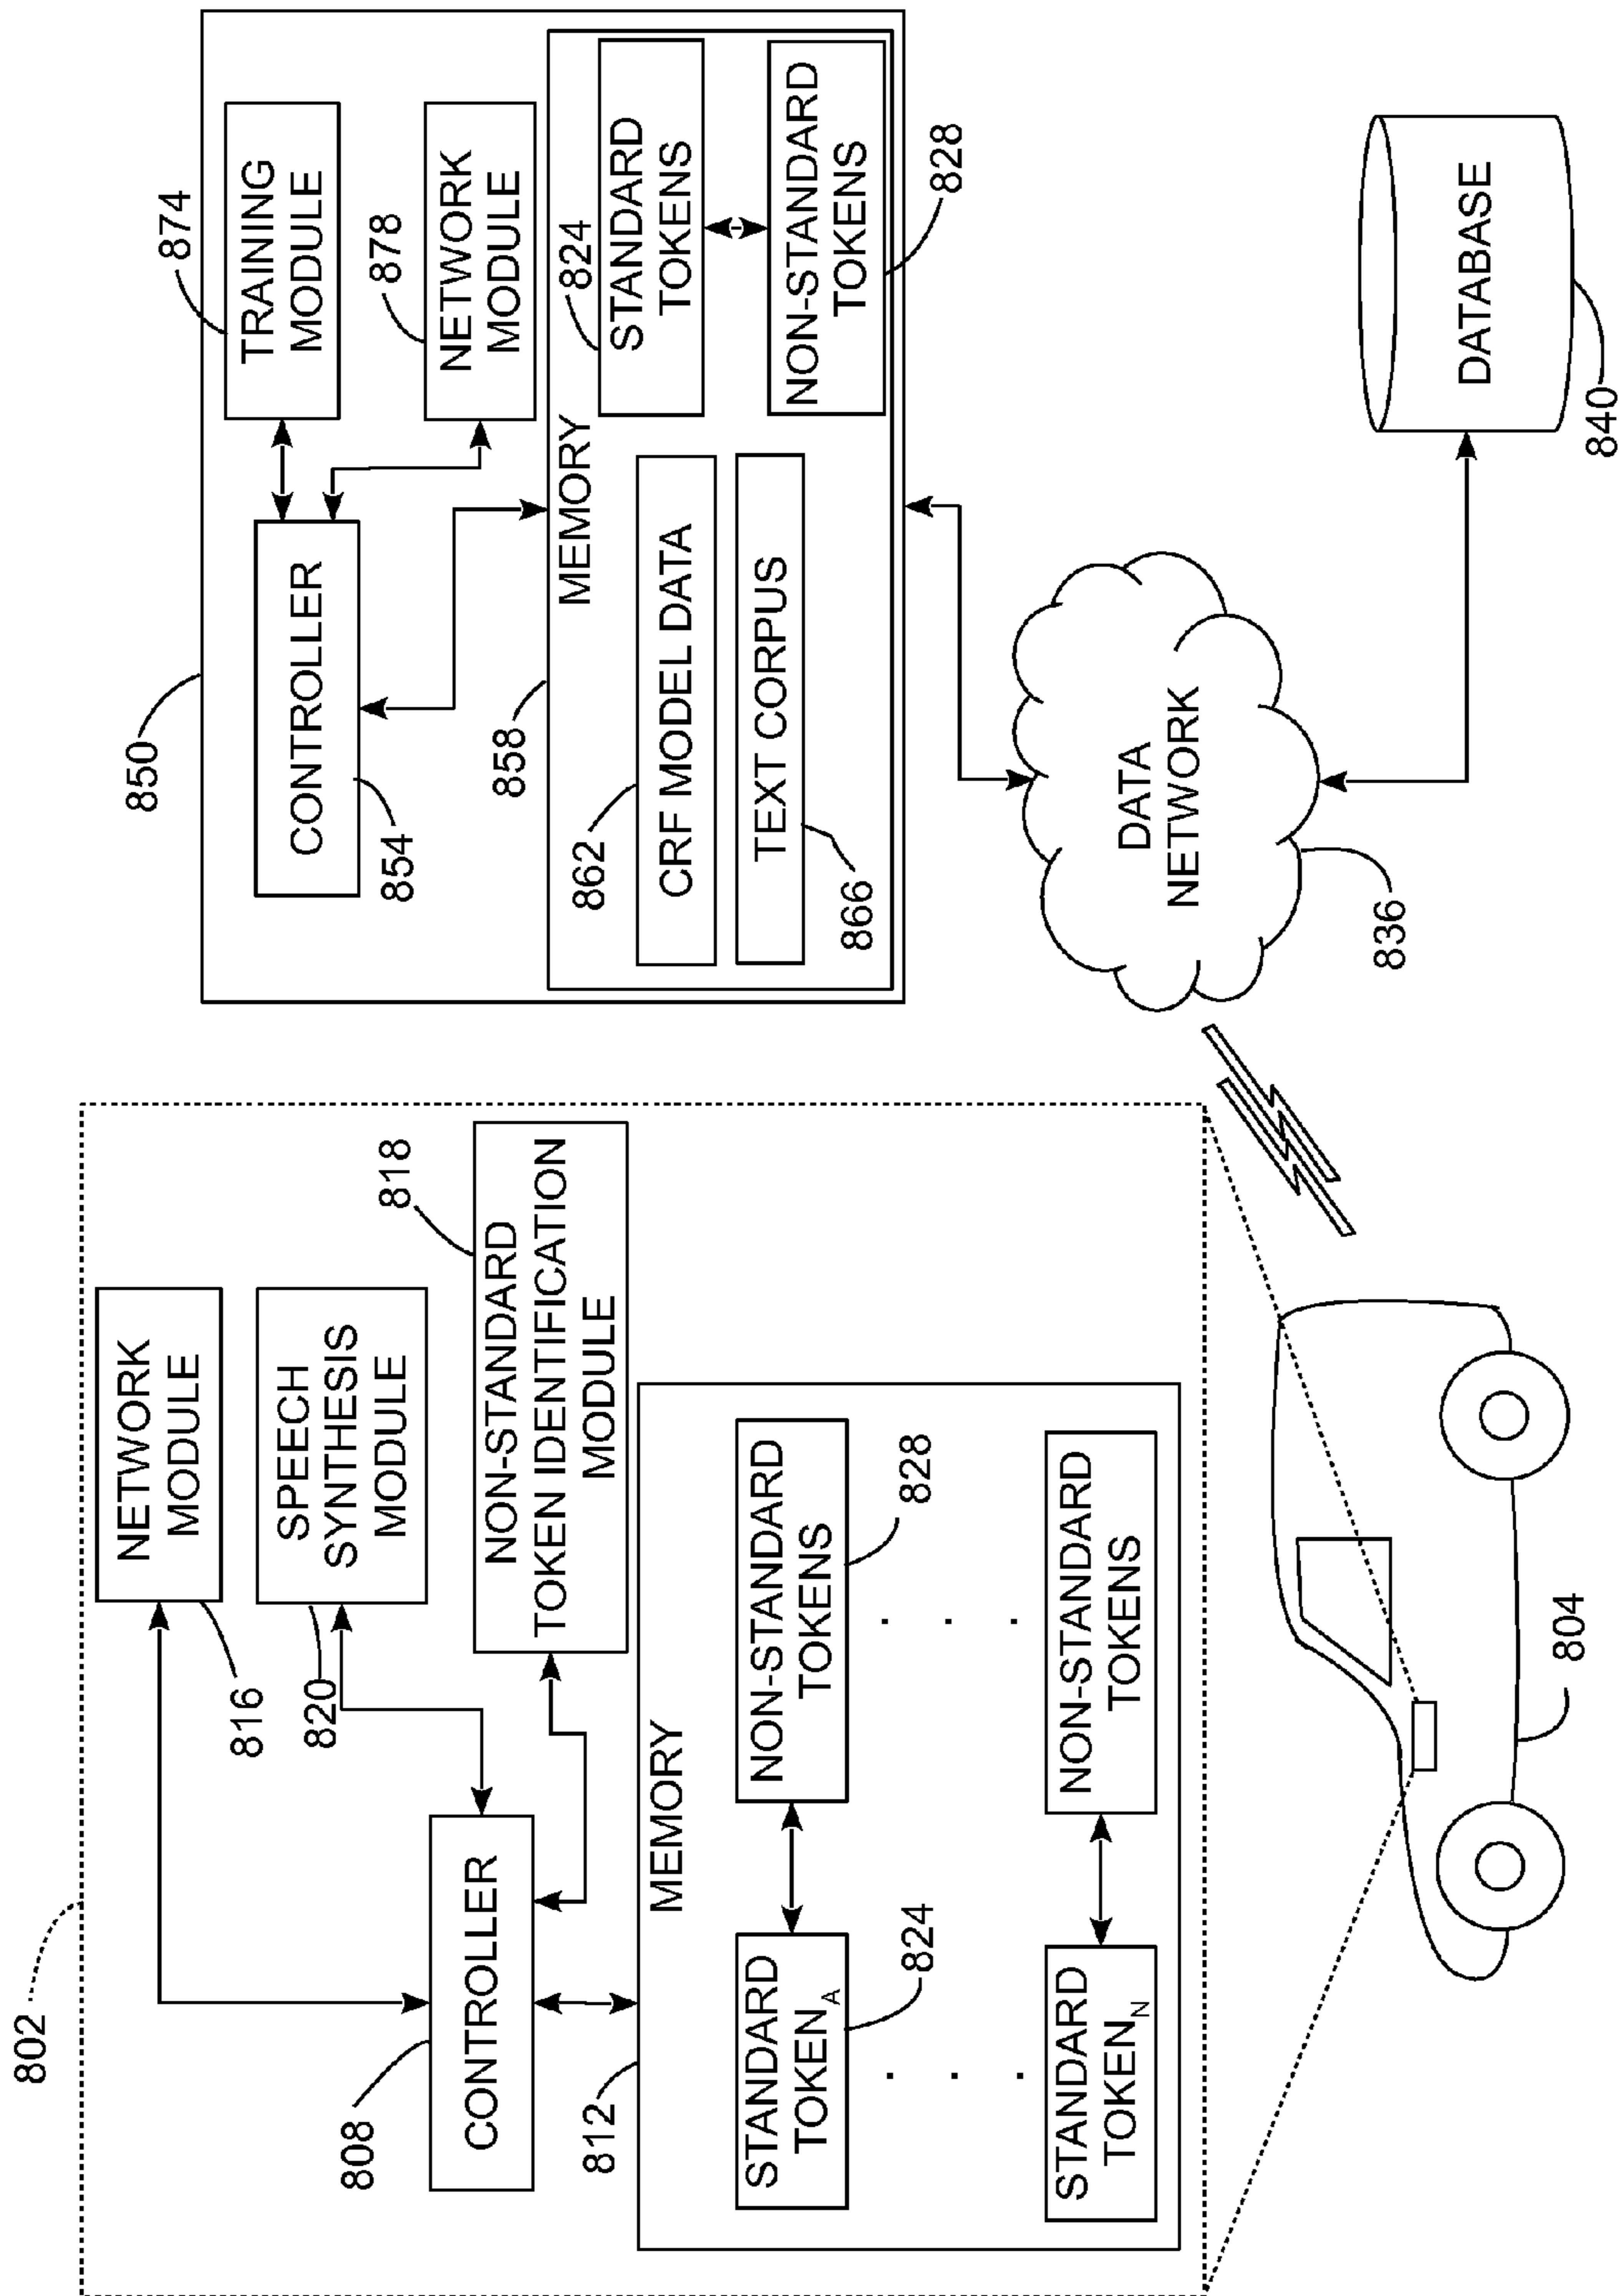 802
NETWORK
MODULE
816
SPEECH
SYNTHESIS
MODULE
820
NON-STANDARD
TOKEN IDENTIFICATION
MODULE
818
CONTROLLER
808
MEMORY
812
STANDARD
TOKEN A
824
NON-STANDARD
TOKENS
828
. . .
. . .
STANDARD
TOKEN N
NON-STANDARD
TOKENS
804
850
CONTROLLER
854
TRAINING
MODULE
874
NETWORK
MODULE
878
MEMORY
858
CRF MODEL DATA
862
TEXT CORPUS
866
STANDARD
TOKENS
824
NON-STANDARD
TOKENS
828
DATA
NETWORK
836
DATABASE
840